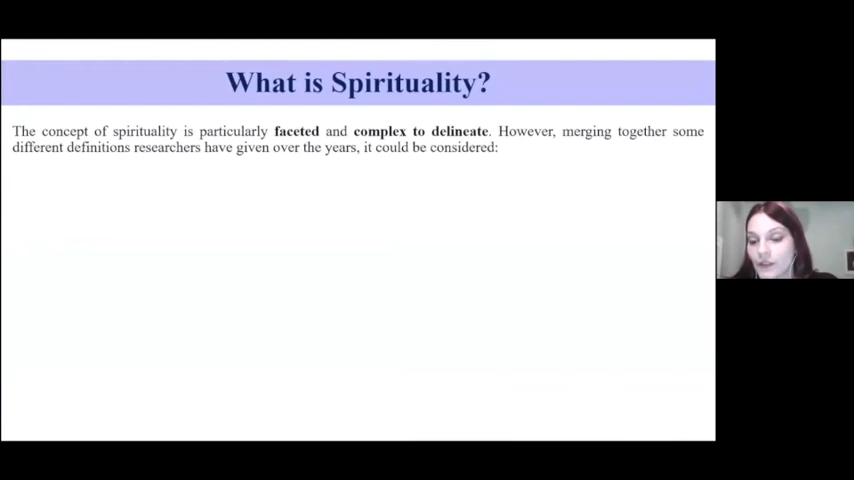 What is Spirituality?
The concept of spirituality is particularly faceted and complex to delineate. However, merging together some
different definitions researchers have given over the years, it could be considered: